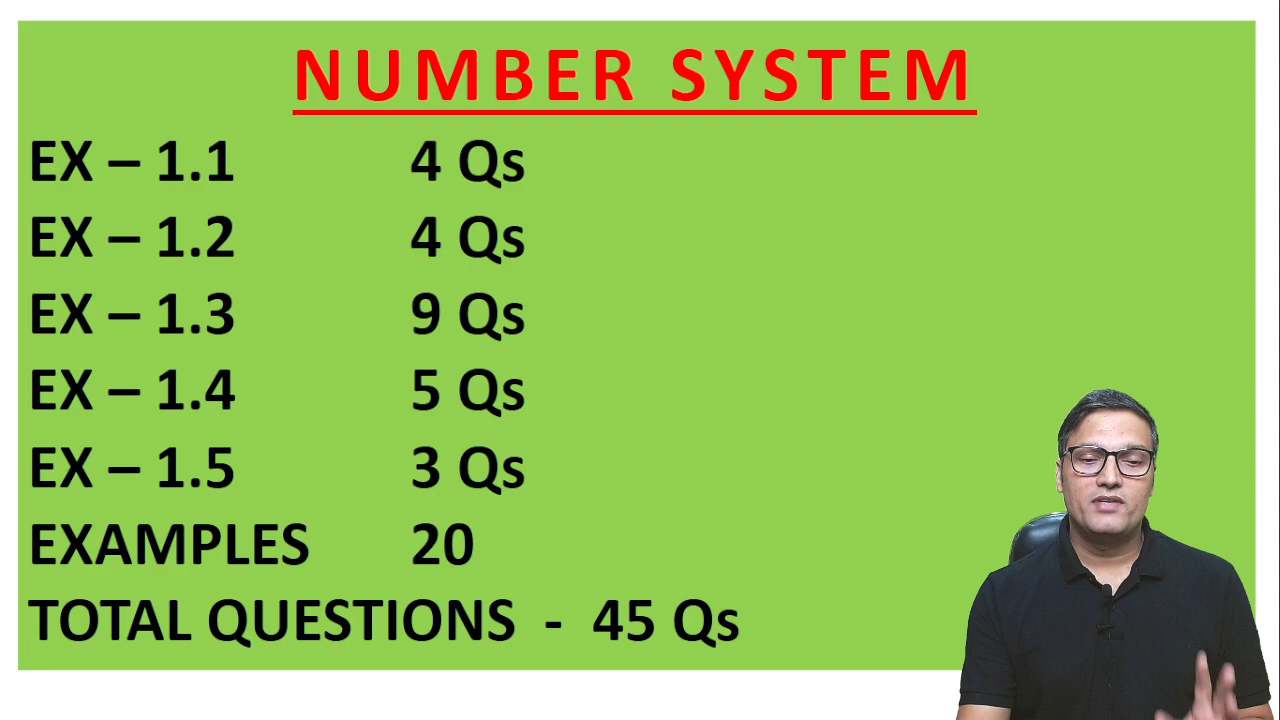 NUMBER SYSTEM
EX – 1.1 4 Qs
EX – 1.2 4 Qs
EX – 1.3 9 Qs
EX – 1.4 5 Qs
EX – 1.5 3 Qs
EXAMPLES 20
TOTAL QUESTIONS - 45 Qs